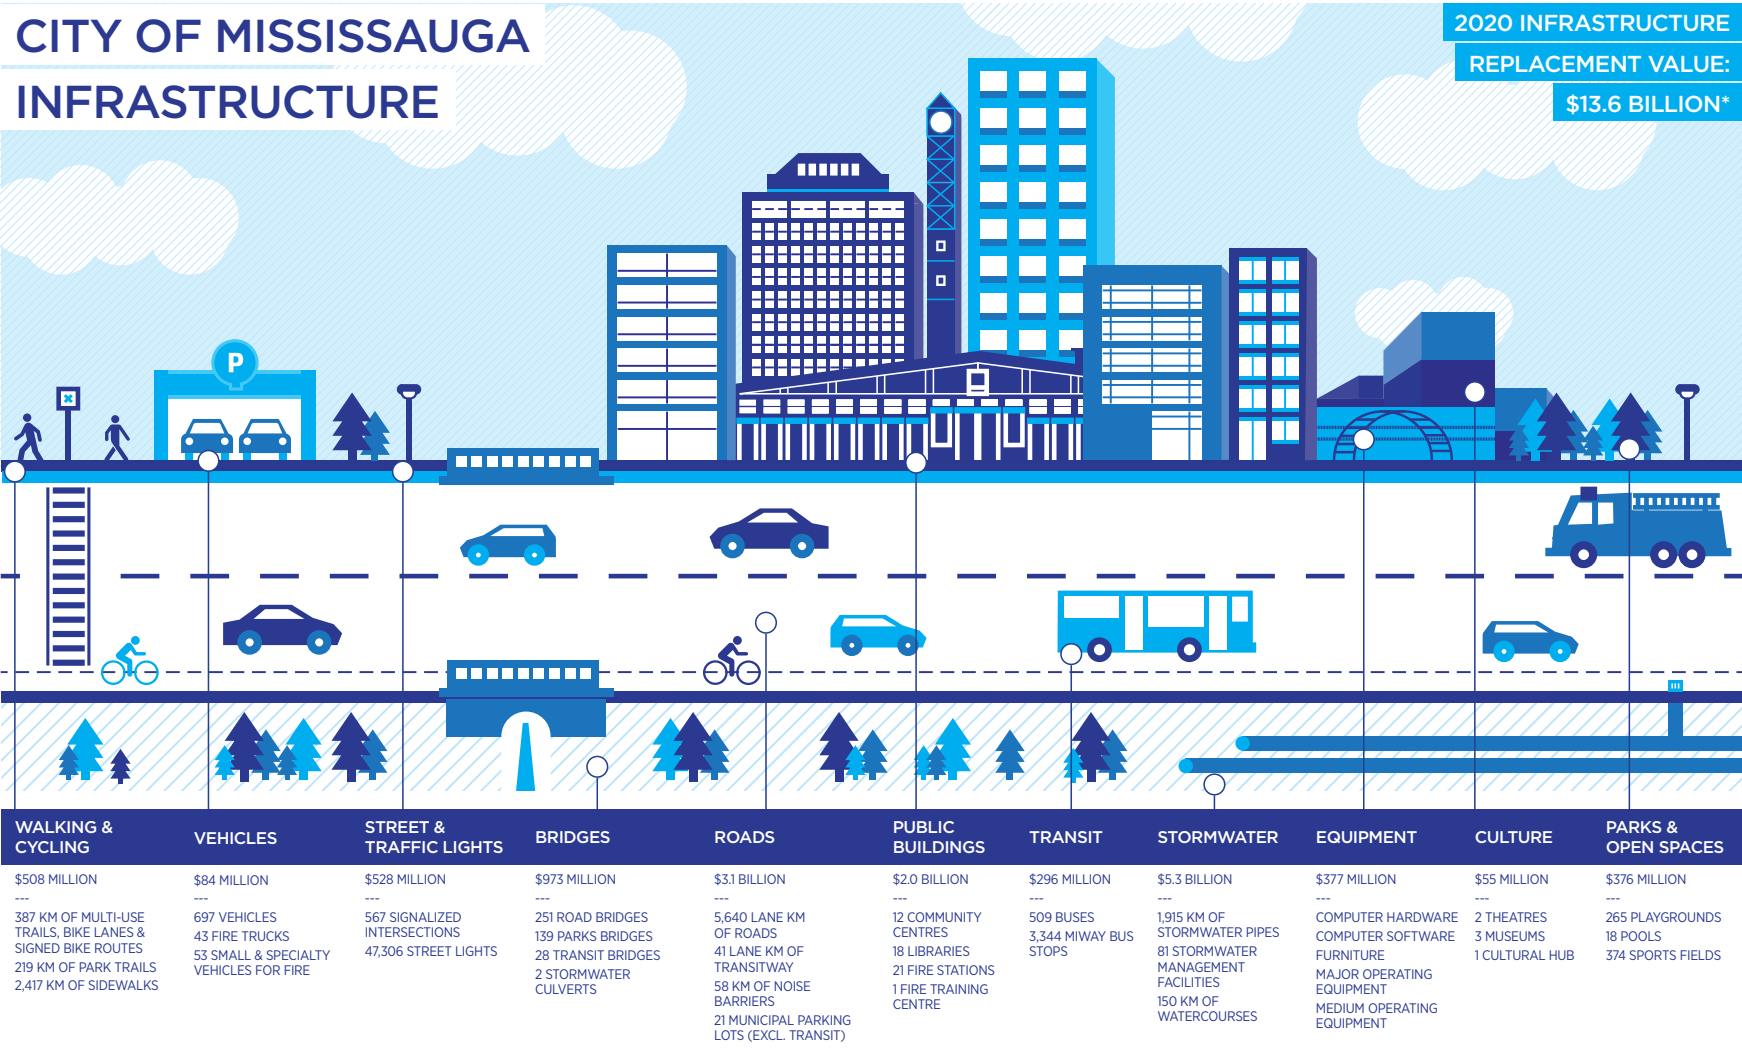 CITY OF MISSISSAUGA
INFRASTRUCTURE
2020 INFRASTRUCTURE
REPLACEMENT VALUE:
$13.6 BILLION*
P
WALKING &
CYCLING
$508 MILLION
---
387 KM OF MULTI-USE
TRAILS, BIKE LANES &
SIGNED BIKE ROUTES
219 KM OF PARK TRAILS
2,417 KM OF SIDEWALKS
VEHICLES
$84 MILLION
---
697 VEHICLES
43 FIRE TRUCKS
53 SMALL & SPECIALTY
VEHICLES FOR FIRE
STREET &
TRAFFIC LIGHTS
$528 MILLION
---
567 SIGNALIZED
INTERSECTIONS
47,306 STREET LIGHTS
BRIDGES
$973 MILLION
---
251 ROAD BRIDGES
139 PARKS BRIDGES
28 TRANSIT BRIDGES
2 STORMWATER
CULVERTS
ROADS
$3.1 BILLION
---
5,640 LANE KM
OF ROADS
41 LANE KM OF
TRANSITWAY
58 KM OF NOISE
BARRIERS
21 MUNICIPAL PARKING
LOTS (EXCL. TRANSIT)
PUBLIC
BUILDINGS
$2.0 BILLION
---
12 COMMUNITY
CENTRES
18 LIBRARIES
21 FIRE STATIONS
1 FIRE TRAINING
CENTRE
TRANSIT
$296 MILLION
---
509 BUSES
3,344 MIWAY BUS
STOPS
STORMWATER
$5.3 BILLION
---
1,915 KM OF
STORMWATER PIPES
81 STORMWATER
MANAGEMENT
FACILITIES
150 KM OF
WATERCOURSES
EQUIPMENT
$377 MILLION
---
COMPUTER HARDWARE
COMPUTER SOFTWARE
FURNITURE
MAJOR OPERATING
EQUIPMENT
MEDIUM OPERATING
EQUIPMENT
CULTURE
$55 MILLION
---
2 THEATRES
3 MUSEUMS
1 CULTURAL HUB
PARKS &
OPEN SPACES
$376 MILLION
---
265 PLAYGROUNDS
18 POOLS
374 SPORTS FIELDS